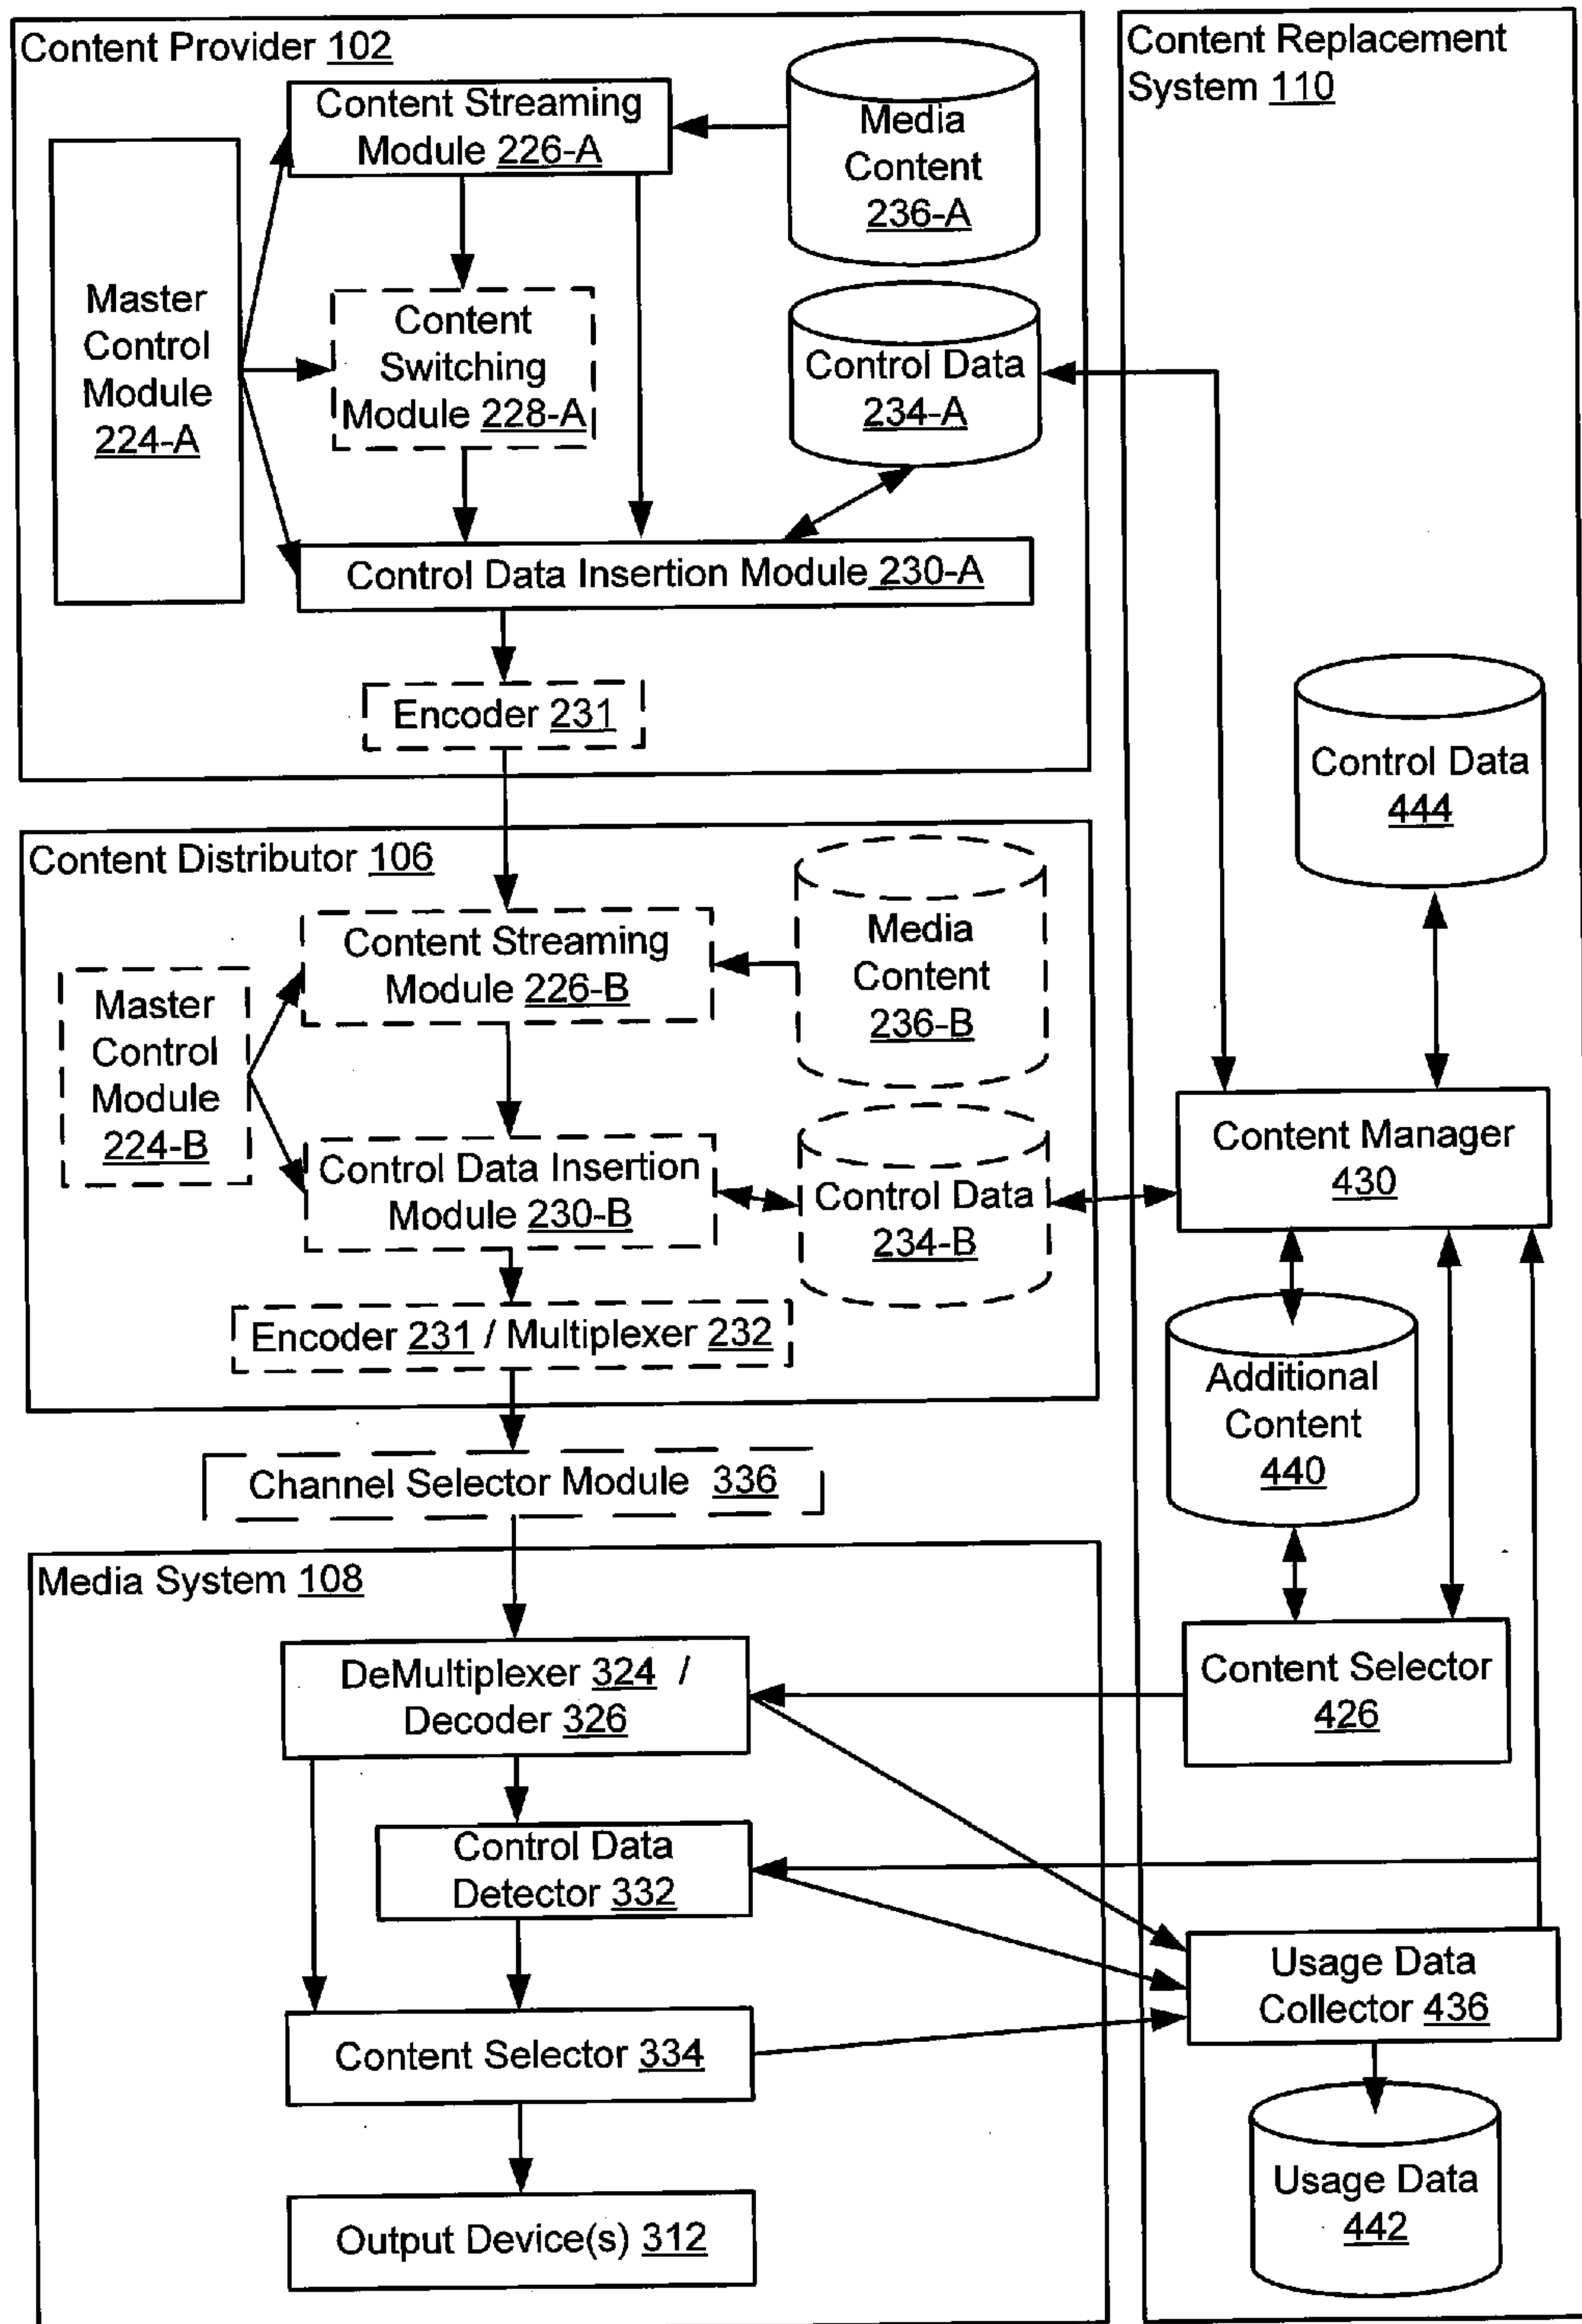 Content Provider 102
Content Streaming
Module 226-A
Media
Content
236-A
Master
Control
Module
224-A
Content
Switching
Module 228-A
Control Data
234-A
Control Data Insertion Module 230-A
Encoder 231
Content Distributor 106
Content Streaming
Module 226-B
Media
Content
236-B
Master
Control
Module
224-B
Control Data Insertion
Module 230-B
Control Data
234-B
Encoder 231 / Multiplexer 232
Channel Selector Module 336
Media System 108
DeMultiplexer 324 /
Decoder 326
Control Data
Detector 332
Content Selector 334
Output Device(s) 312
Content Replacement
System 110
Control Data
444
Content Manager
430
Additional
Content
440
Content Selector
426
Usage Data
Collector 436
Usage Data
442